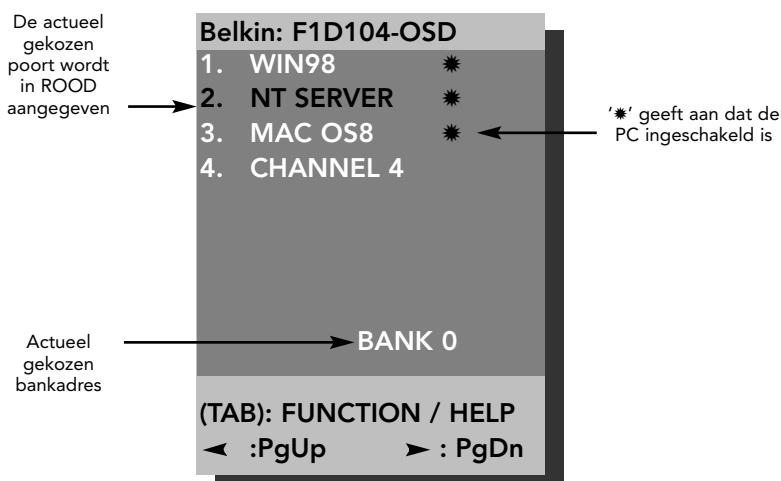 De actueel
gekozen
poort wordt
in ROOD
aangegeven
Belkin: F1D104-OSD
1. WIN98 ✹
2. NT SERVER ✹
3. MAC OS8 ✹
4. CHANNEL 4
'✹' geeft aan dat de
PC ingeschakeld is
Actueel
gekozen
bankadres
BANK 0
(TAB): FUNCTION / HELP
◄ :PgUp ➤ : PgDn